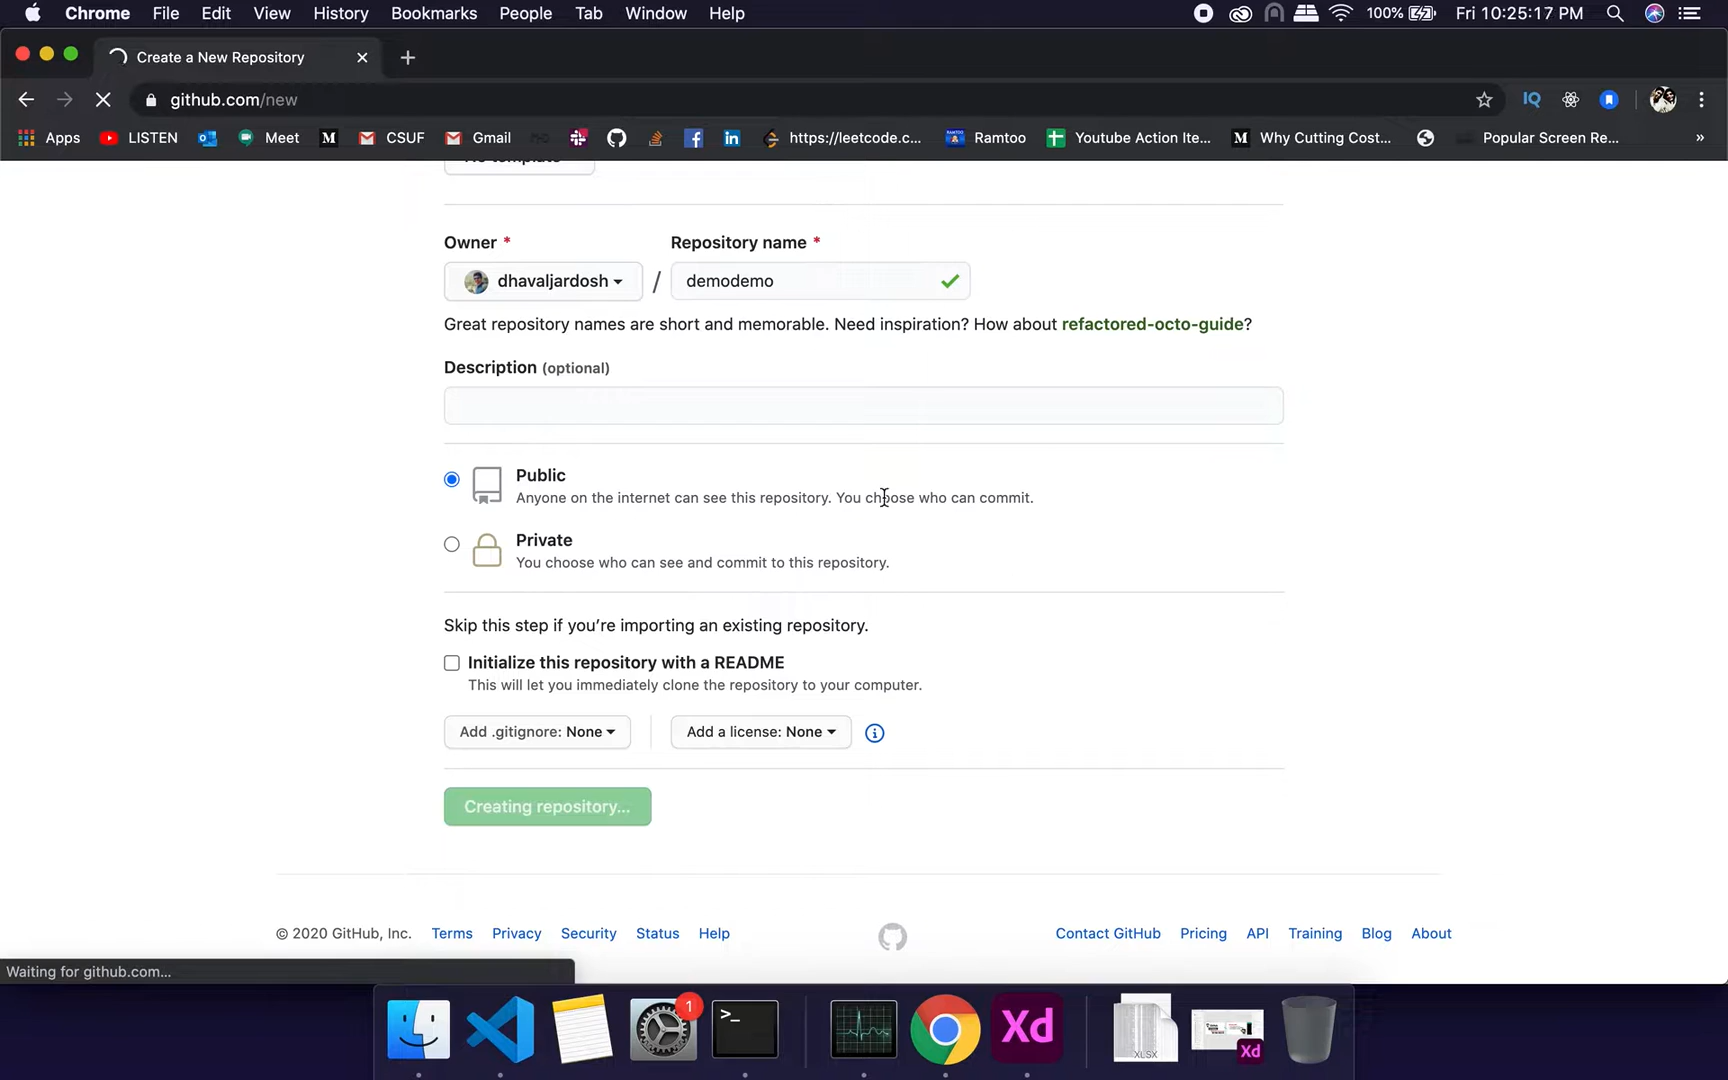 Chrome File Edit View History Bookmarks People Tab Window Help 100% Fri 10:25:17 PM
Create a New Repository
github.com/new IQ
Apps LISTEN Meet M CSUF Gmail https://leetcode.c... Ramtoo Youtube Action Ite... M Why Cutting Cost... Popular Screen Re... »
No template
Owner * Repository name *
dhavaljardosh / demodemo
Great repository names are short and memorable. Need inspiration? How about refactored-octo-guide?
Description (optional)
Public
Anyone on the internet can see this repository. You choose who can commit.
Private
You choose who can see and commit to this repository.
Skip this step if you're importing an existing repository.
Initialize this repository with a README
This will let you immediately clone the repository to your computer.
Add .gitignore: None Add a license: None
Creating repository...
© 2020 GitHub, Inc. Terms Privacy Security Status Help Contact GitHub Pricing API Training Blog About
Waiting for github.com...
1
>_
Xd
XLSX
Xd